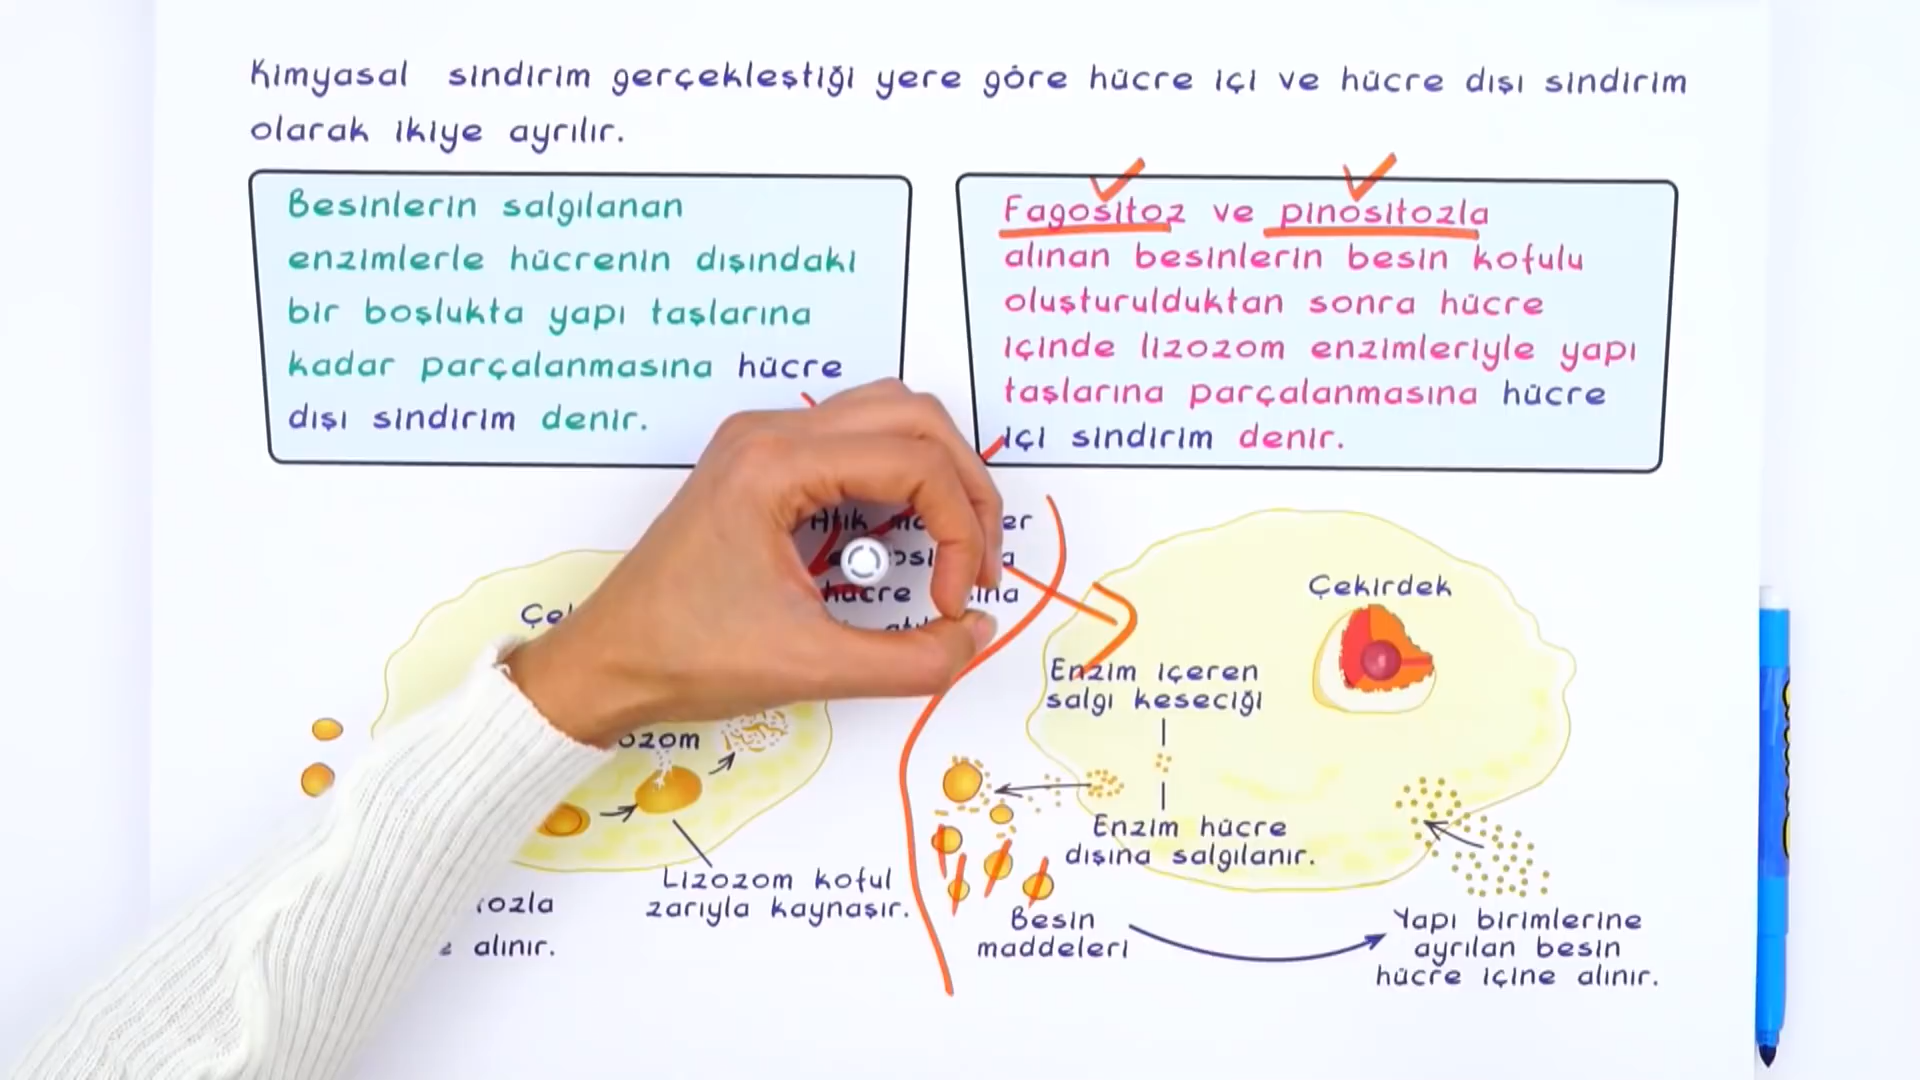 Kimyasal sindirim gerçekleştiği yere göre hücre içi ve hücre dışı sindirim
olarak ikiye ayrılır.
Besinlerin salgılanan
enzimlerle hücrenin dışındaki
bir boşlukta yapı taşlarına
kadar parçalanmasına hücre
dışı sindirim denir.
Fagositoz ve pinositozla
alınan besinlerin besin kofulu
oluşturulduktan sonra hücre
içinde lizozom enzimleriyle yapı
taşlarına parçalanmasına hücre
içi sindirim denir.
Atık
hücre
Lizozom koful
zarıyla kaynaşır.
alınır.
Çekirdek
Enzim içeren
salgı keseciği
Enzim hücre
dışına salgılanır.
Besin
maddeleri
Yapı birimlerine
ayrılan besin
hücre içine alınır.